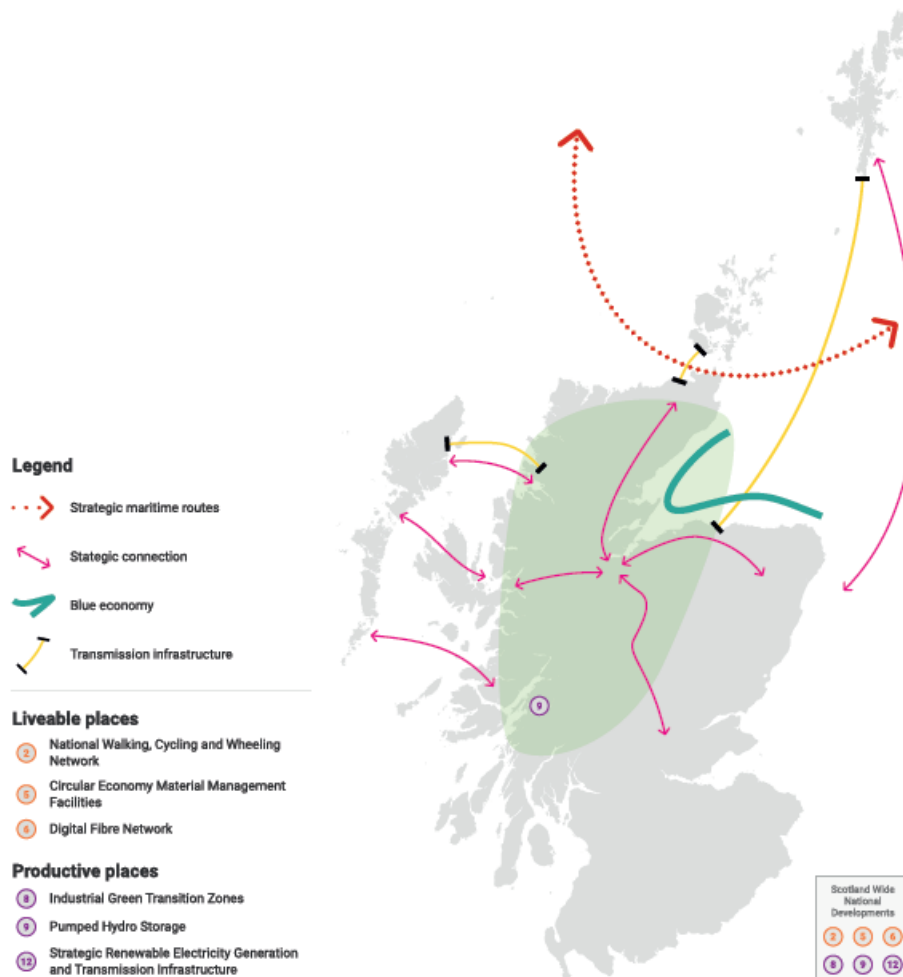 Legend
Strategic maritime routes
Stategic connection
Blue economy
Transmission infrastructure
Liveable places
2 National Walking, Cycling and Wheeling
Network
5 Circular Economy Material Management
Facilities
6 Digital Fibre Network
Productive places
8 Industrial Green Transition Zones
9 Pumped Hydro Storage
12 Strategic Renewable Electricity Generation
and Transmission Infrastructure
9
Scotland Wide
National
Developments
2 5 6
8 9 12